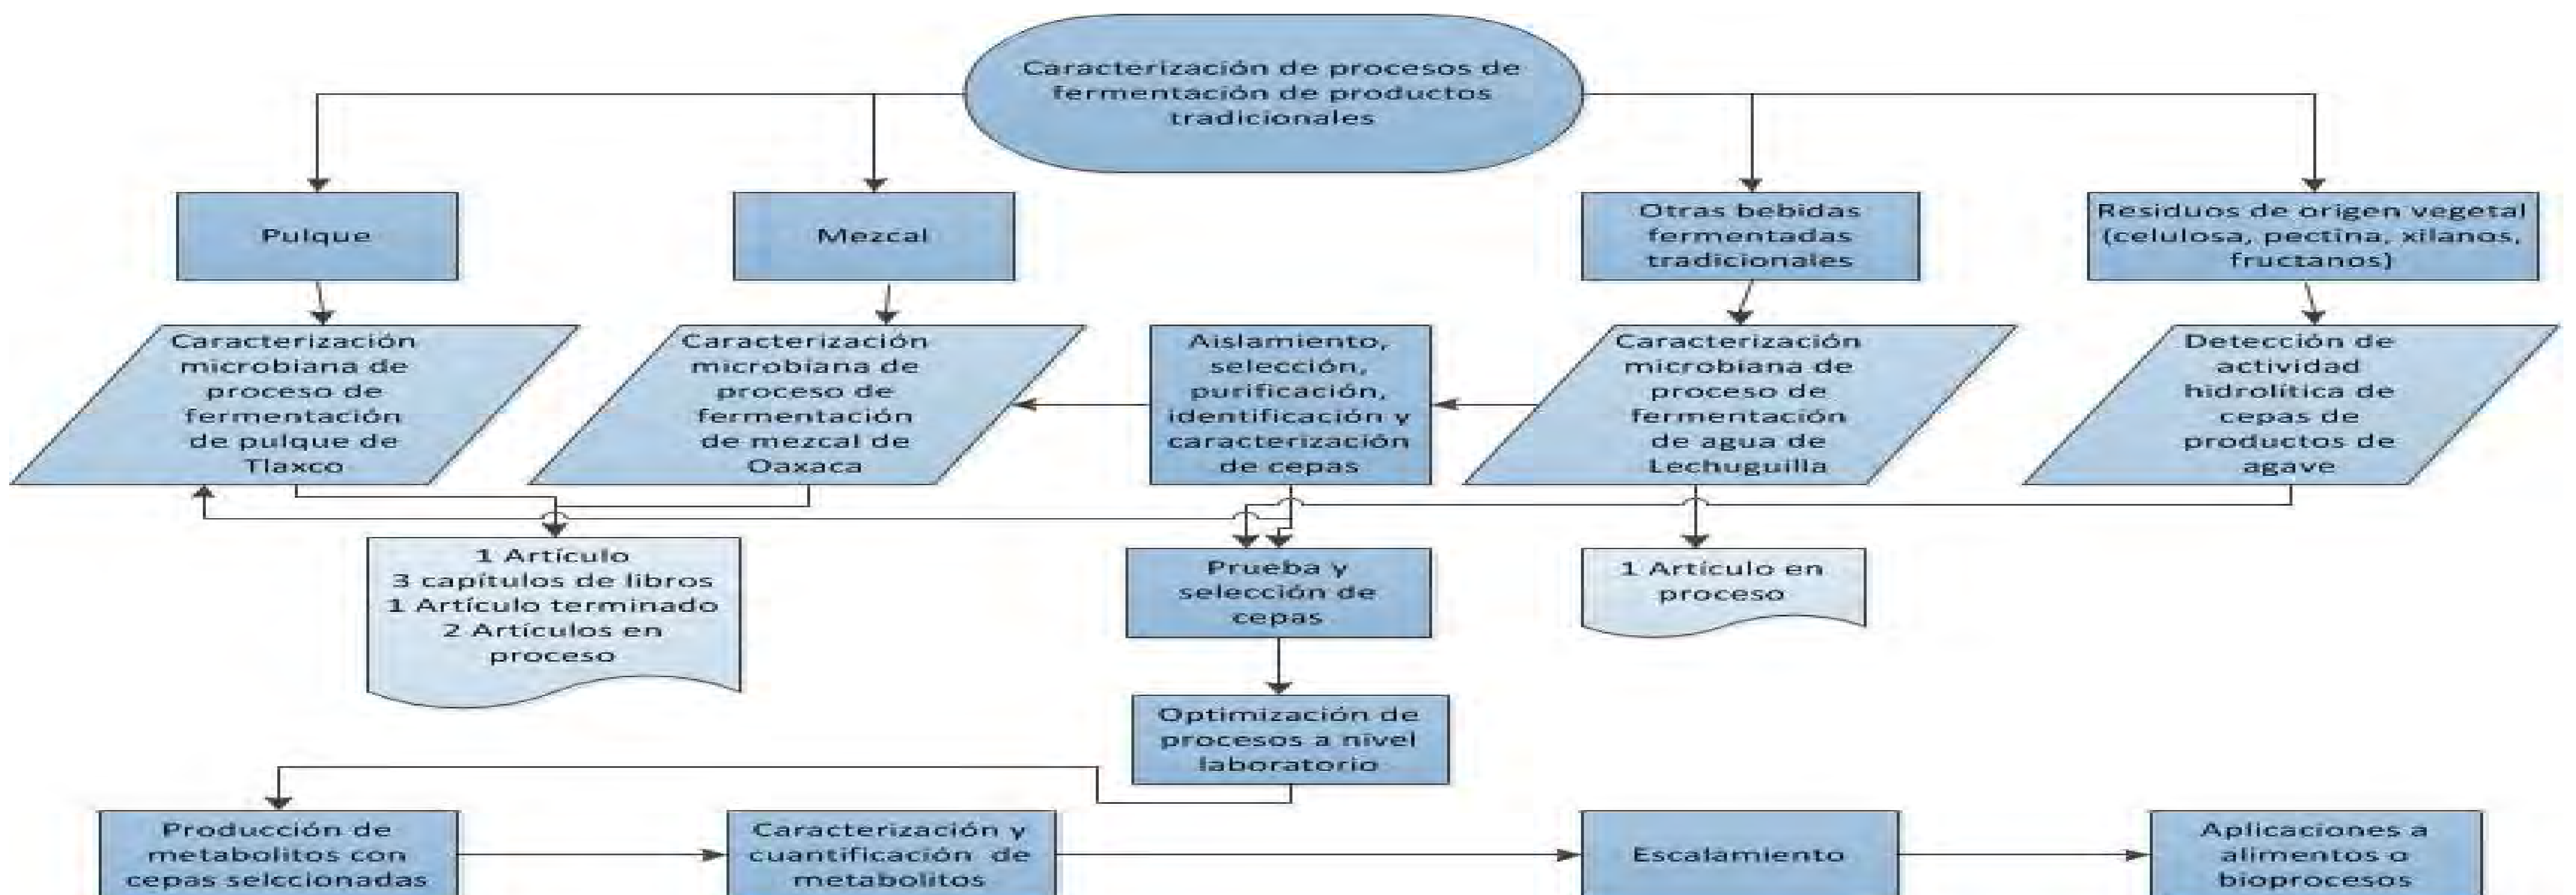 Caracterización de procesos de
fermentación de productos
tradicionales
Pulque
Mezcal
Otras bebidas
fermentadas
tradicionales
Residuos de origen vegetal
(celulosa, pectina, xilanos,
fructanos)
Caracterización
microbiana de
proceso de
fermentación
de pulque de
Tlaxco
Caracterización
microbiana de
proceso de
fermentación
de mezcal de
Oaxaca
Aislamiento,
selección,
purificación,
identificación y
caracterización
de cepas
Caracterización
microbiana de
proceso de
fermentación
de agua de
Lechuguilla
Detección de
actividad
hidrolítica de
cepas de
productos de
agave
1 Artículo
3 capítulos de libros
1 Artículo terminado
2 Artículos en
proceso
Prueba y
selección de
cepas
1 Artículo en
proceso
Optimización de
procesos a nivel
laboratorio
Producción de
metabolitos con
cepas selccionadas
Caracterización y
cuantificación de
metabolitos
Escalamiento
Aplicaciones a
alimentos o
bioprocesos